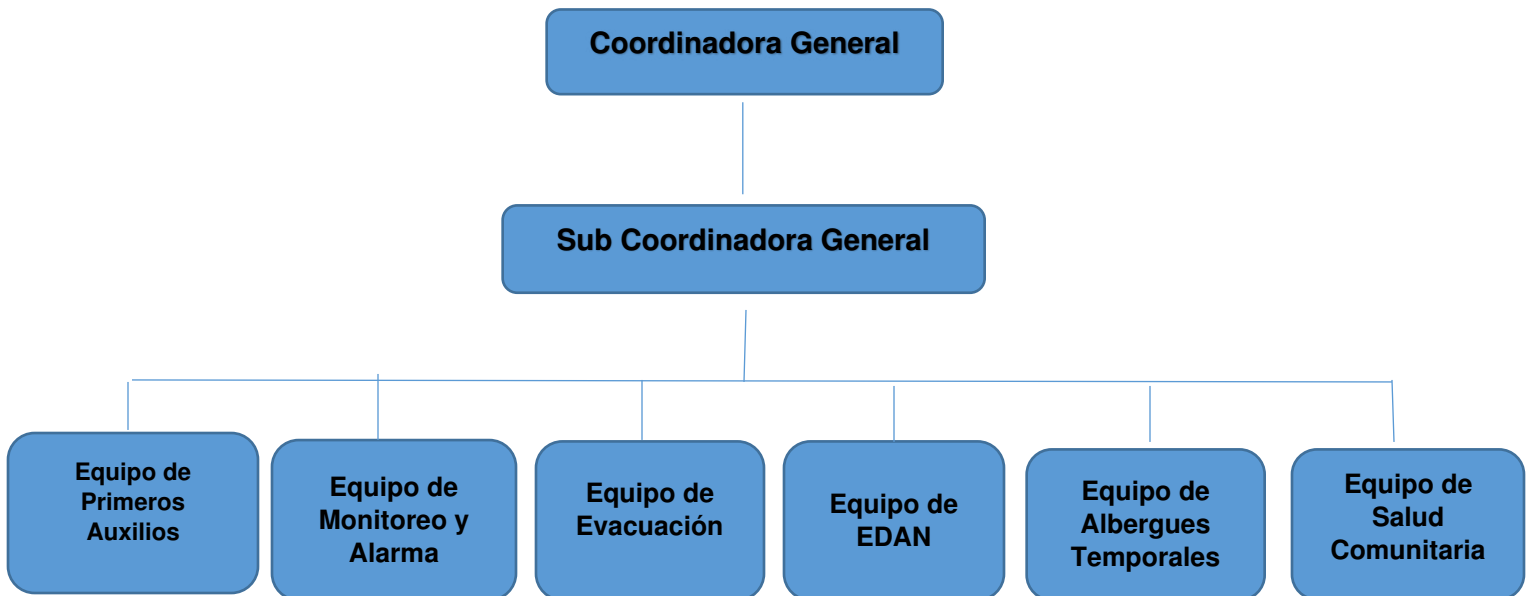 Coordinadora General
Sub Coordinadora General
Equipo de
Primeros
Auxilios
Equipo de
Monitoreo y
Alarma
Equipo de
Evacuación
Equipo de
EDAN
Equipo de
Albergues
Temporales
Equipo de
Salud
Comunitaria